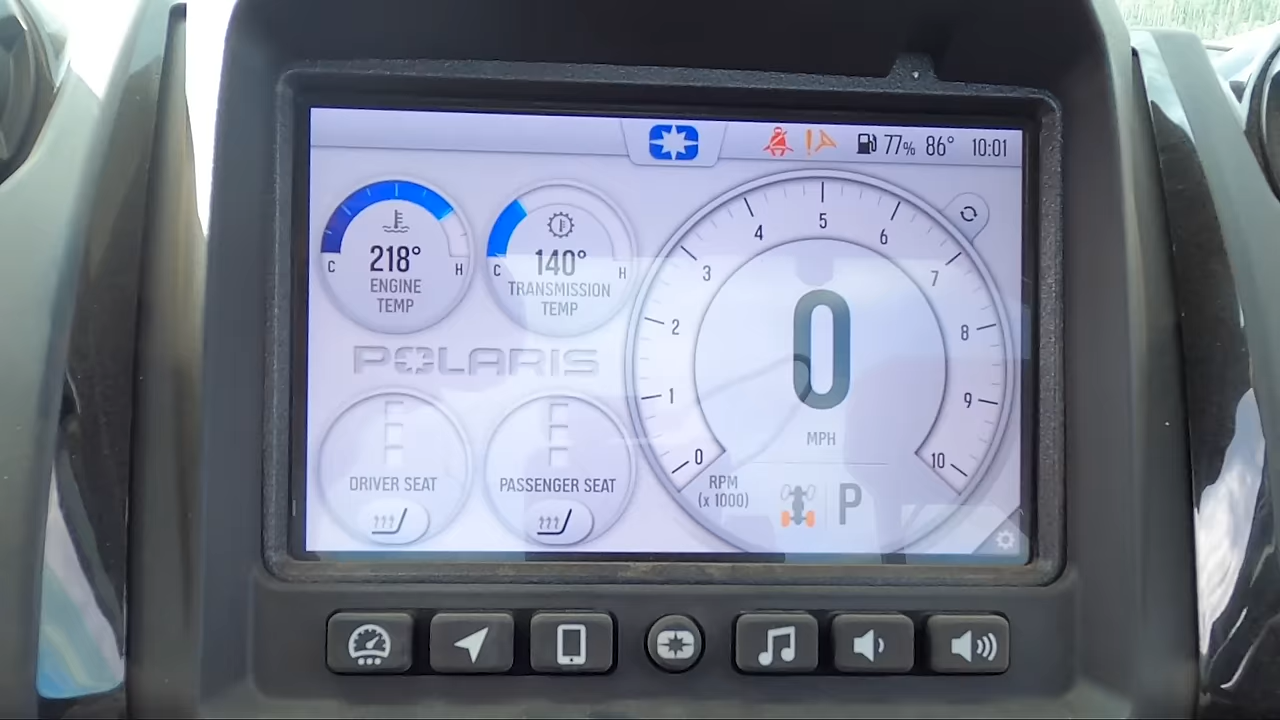 77% 86° 10:01
218°
C H
ENGINE
TEMP
140°
C H
TRANSMISSION
TEMP
POLARIS
DRIVER SEAT
PASSENGER SEAT
0
1
2
3
4
5
6
7
8
9
10
0
MPH
RPM
(x 1000)
P